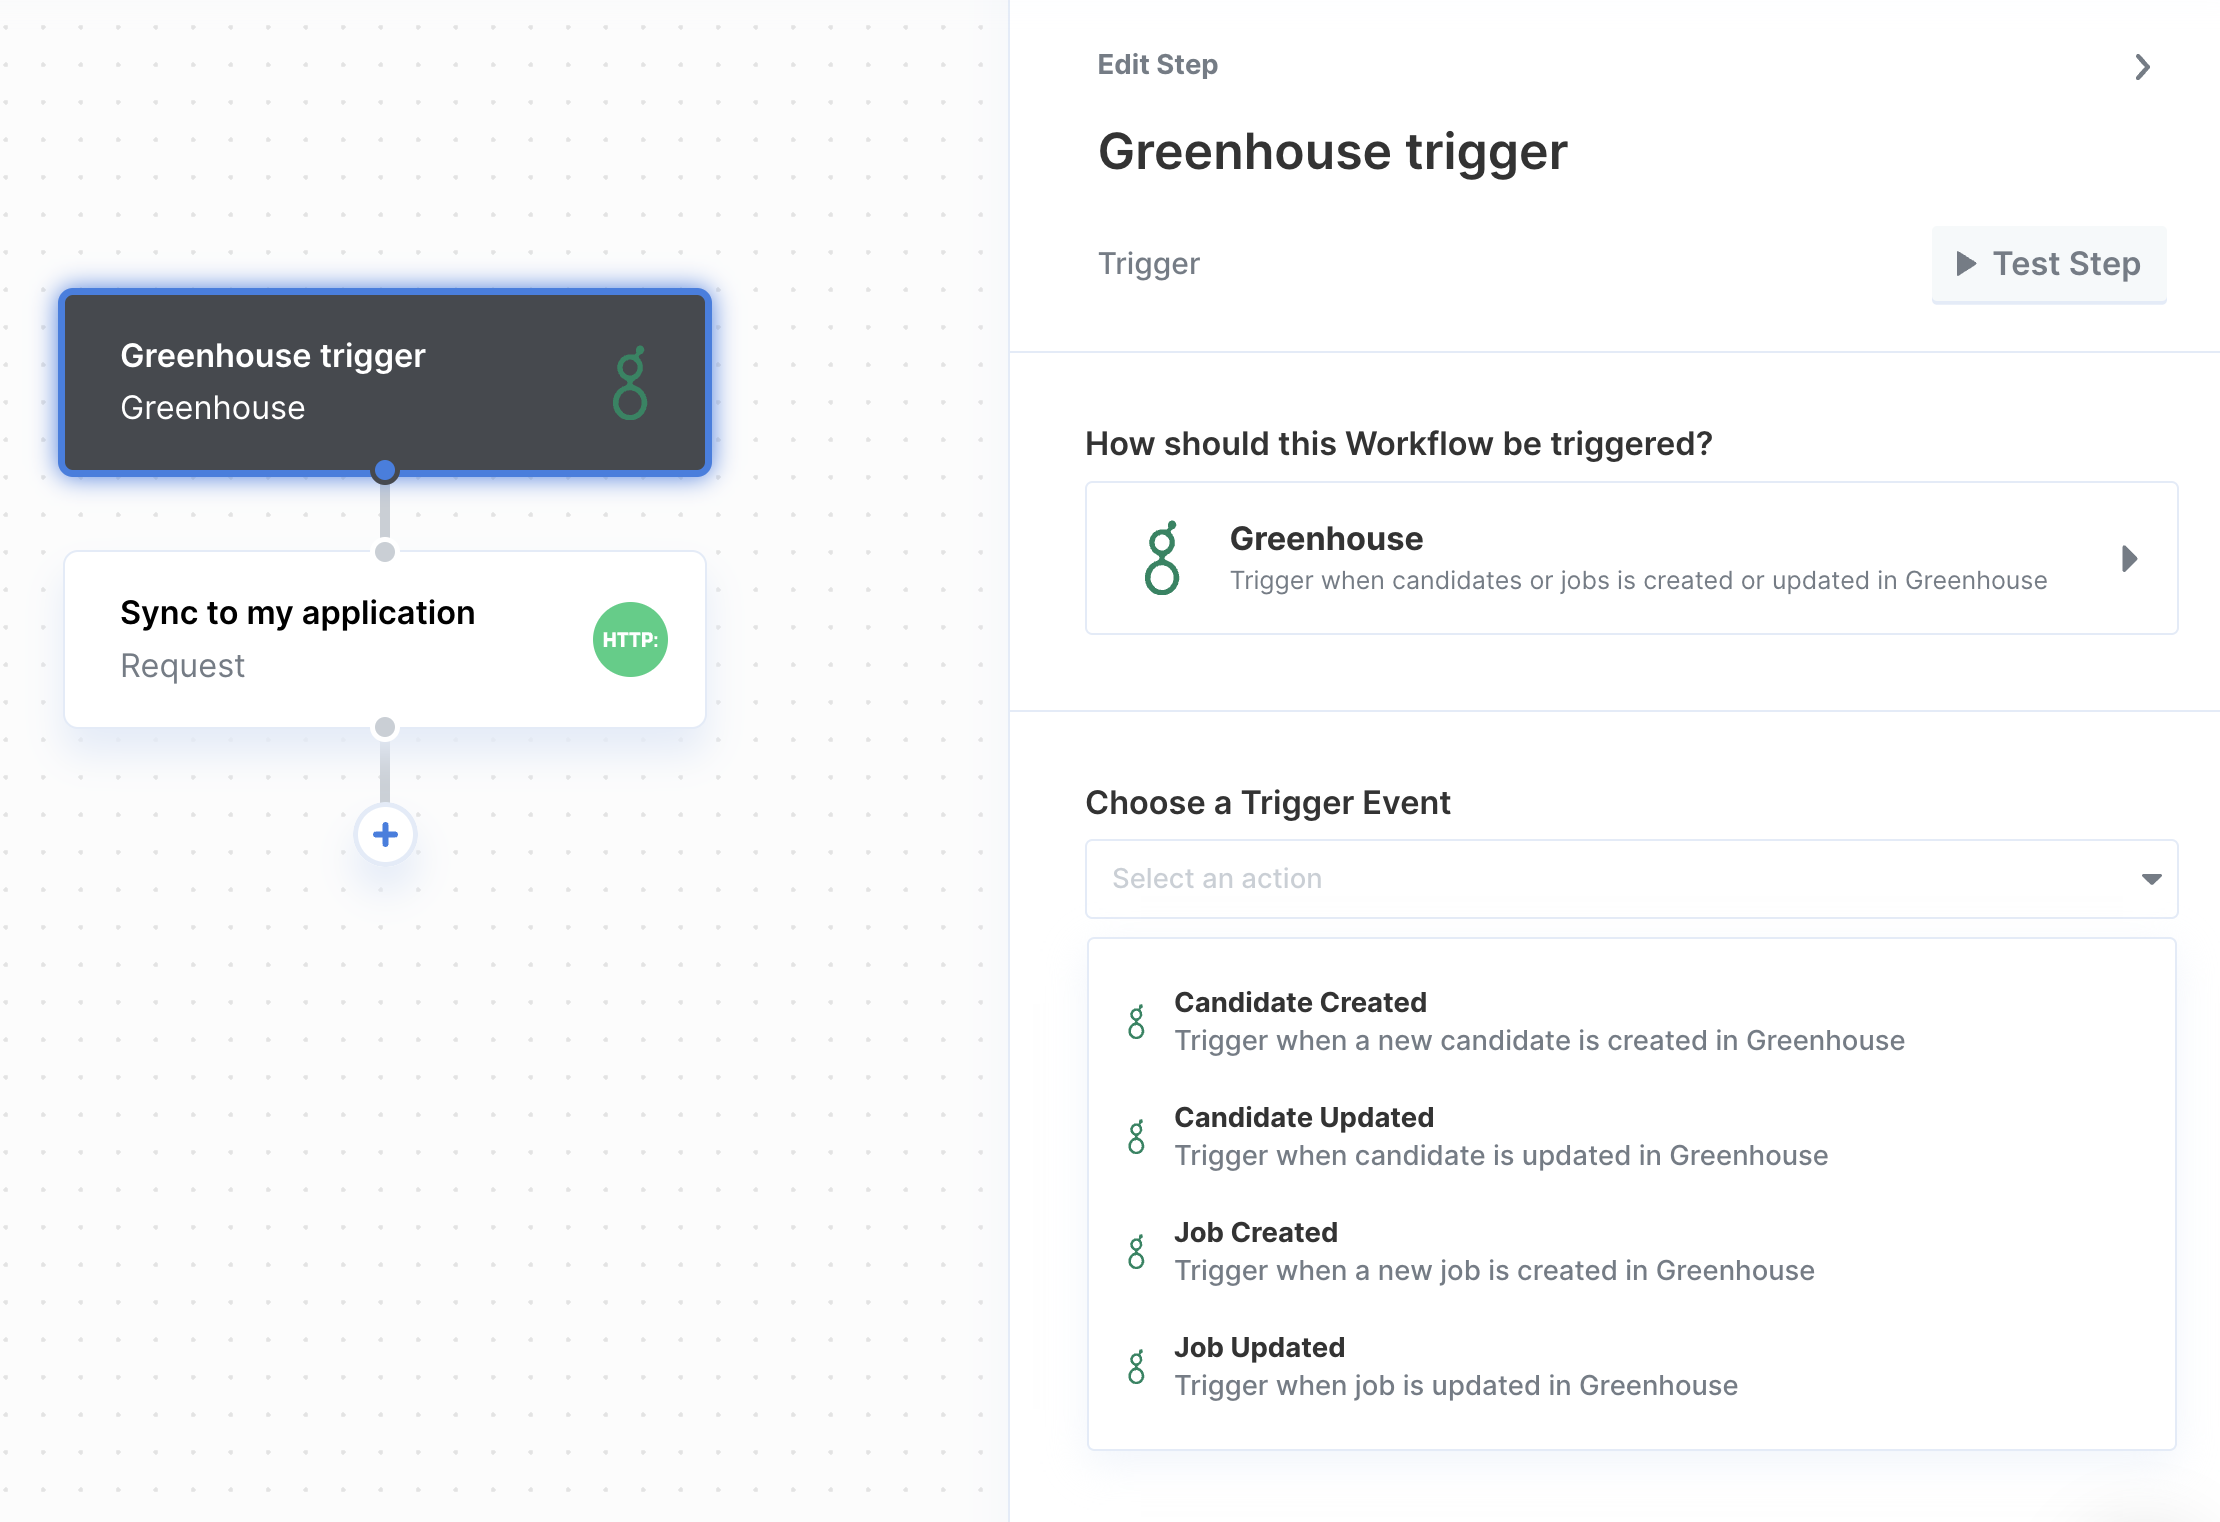 Greenhouse trigger
Greenhouse
Sync to my application
Request
HTTP:
Edit Step
Greenhouse trigger
Trigger
Test Step
How should this Workflow be triggered?
Greenhouse
Trigger when candidates or jobs is created or updated in Greenhouse
Choose a Trigger Event
Select an action
Candidate Created
Trigger when a new candidate is created in Greenhouse
Candidate Updated
Trigger when candidate is updated in Greenhouse
Job Created
Trigger when a new job is created in Greenhouse
Job Updated
Trigger when job is updated in Greenhouse